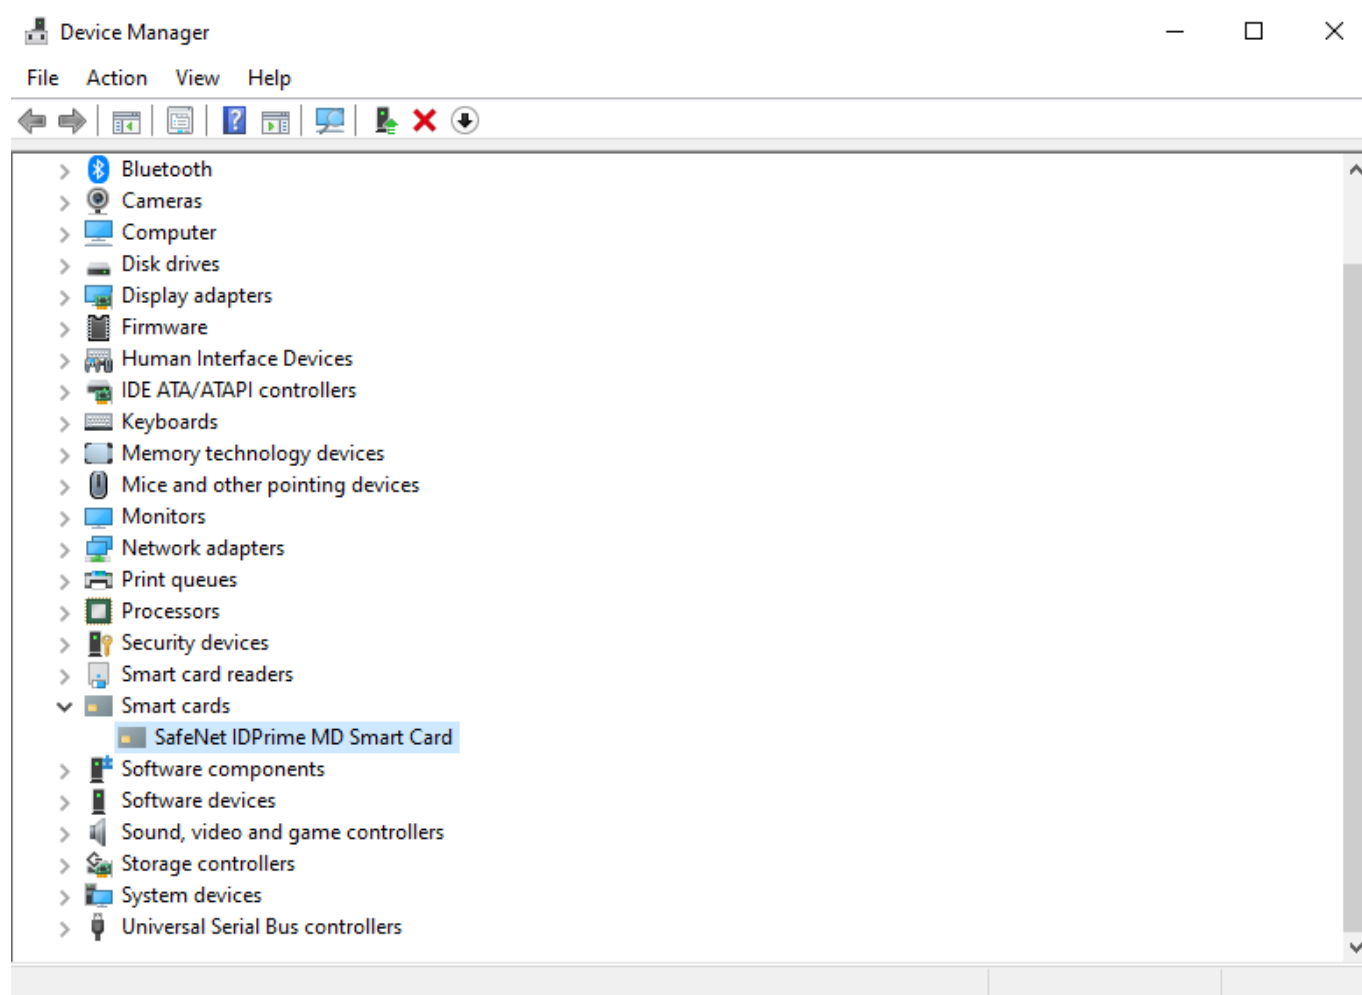 Device Manager
File Action View Help
Bluetooth
Cameras
Computer
Disk drives
Display adapters
Firmware
Human Interface Devices
IDE ATA/ATAPI controllers
Keyboards
Memory technology devices
Mice and other pointing devices
Monitors
Network adapters
Print queues
Processors
Security devices
Smart card readers
Smart cards
SafeNet IDPrime MD Smart Card
Software components
Software devices
Sound, video and game controllers
Storage controllers
System devices
Universal Serial Bus controllers